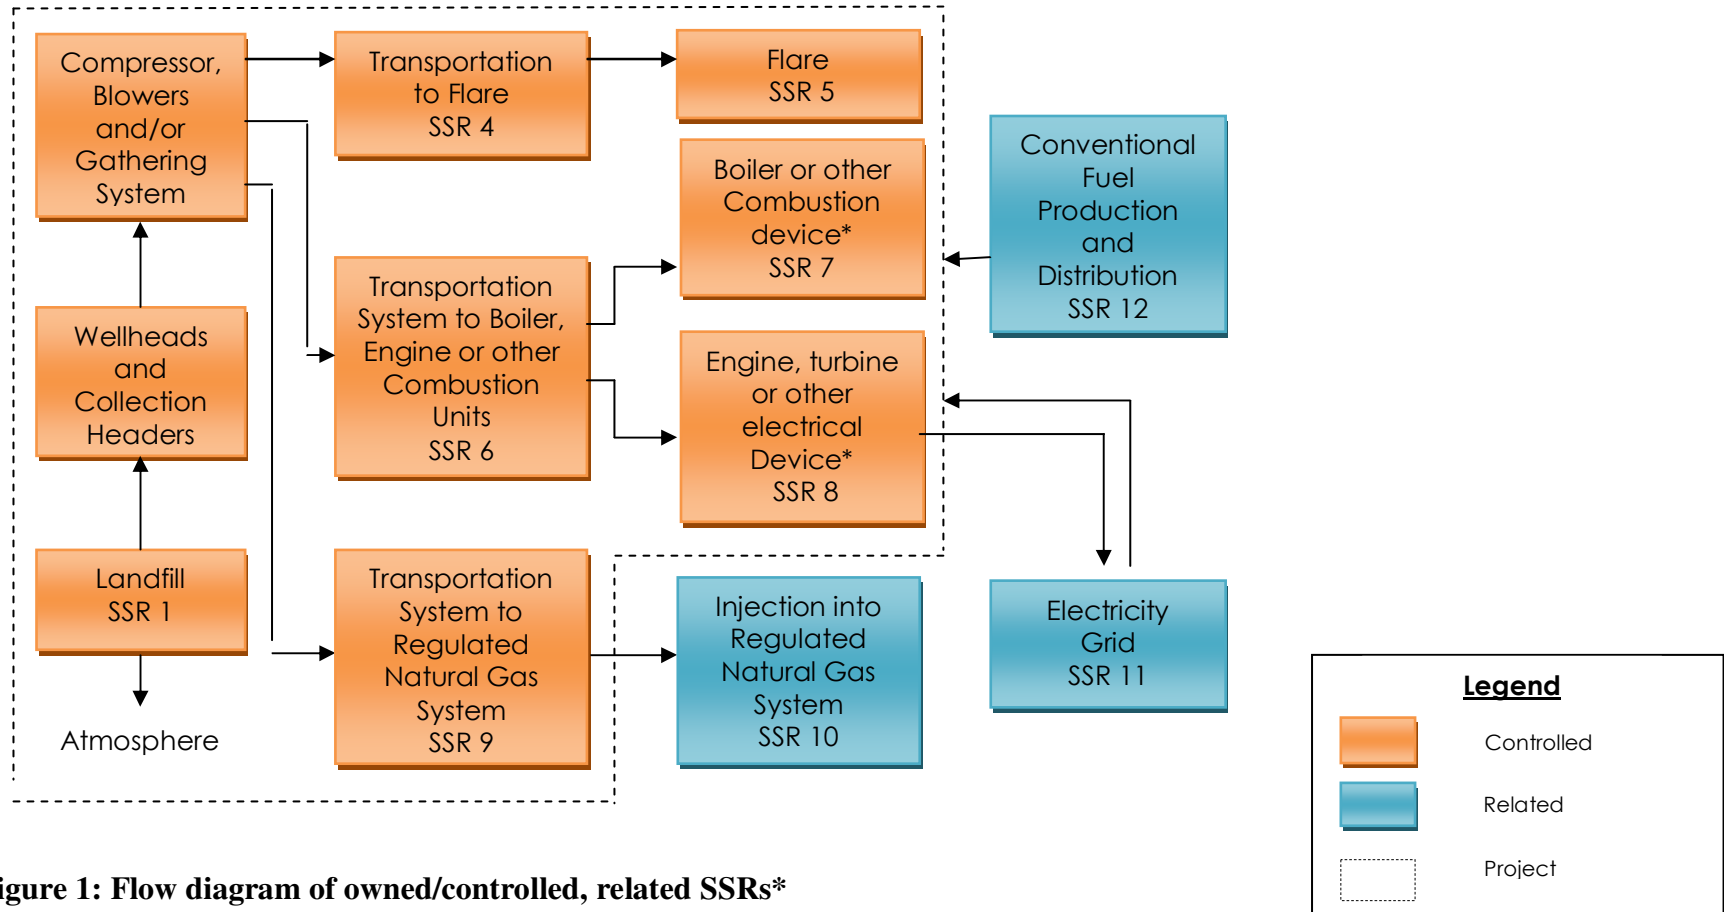 Compressor,
Blowers
and/or
Gathering
System
Transportation
to Flare
SSR 4
Flare
SSR 5
Boiler or other
Combustion
device*
SSR 7
Conventional
Fuel
Production
and
Distribution
SSR 12
Wellheads
and
Collection
Headers
Transportation
System to Boiler,
Engine or other
Combustion
Units
SSR 6
Engine, turbine
or other
electrical
Device*
SSR 8
Landfill
SSR 1
Atmosphere
Transportation
System to
Regulated
Natural Gas
System
SSR 9
Injection into
Regulated
Natural Gas
System
SSR 10
Electricity
Grid
SSR 11
Legend
Controlled
Related
Project
igure 1: Flow diagram of owned/controlled, related SSRs*